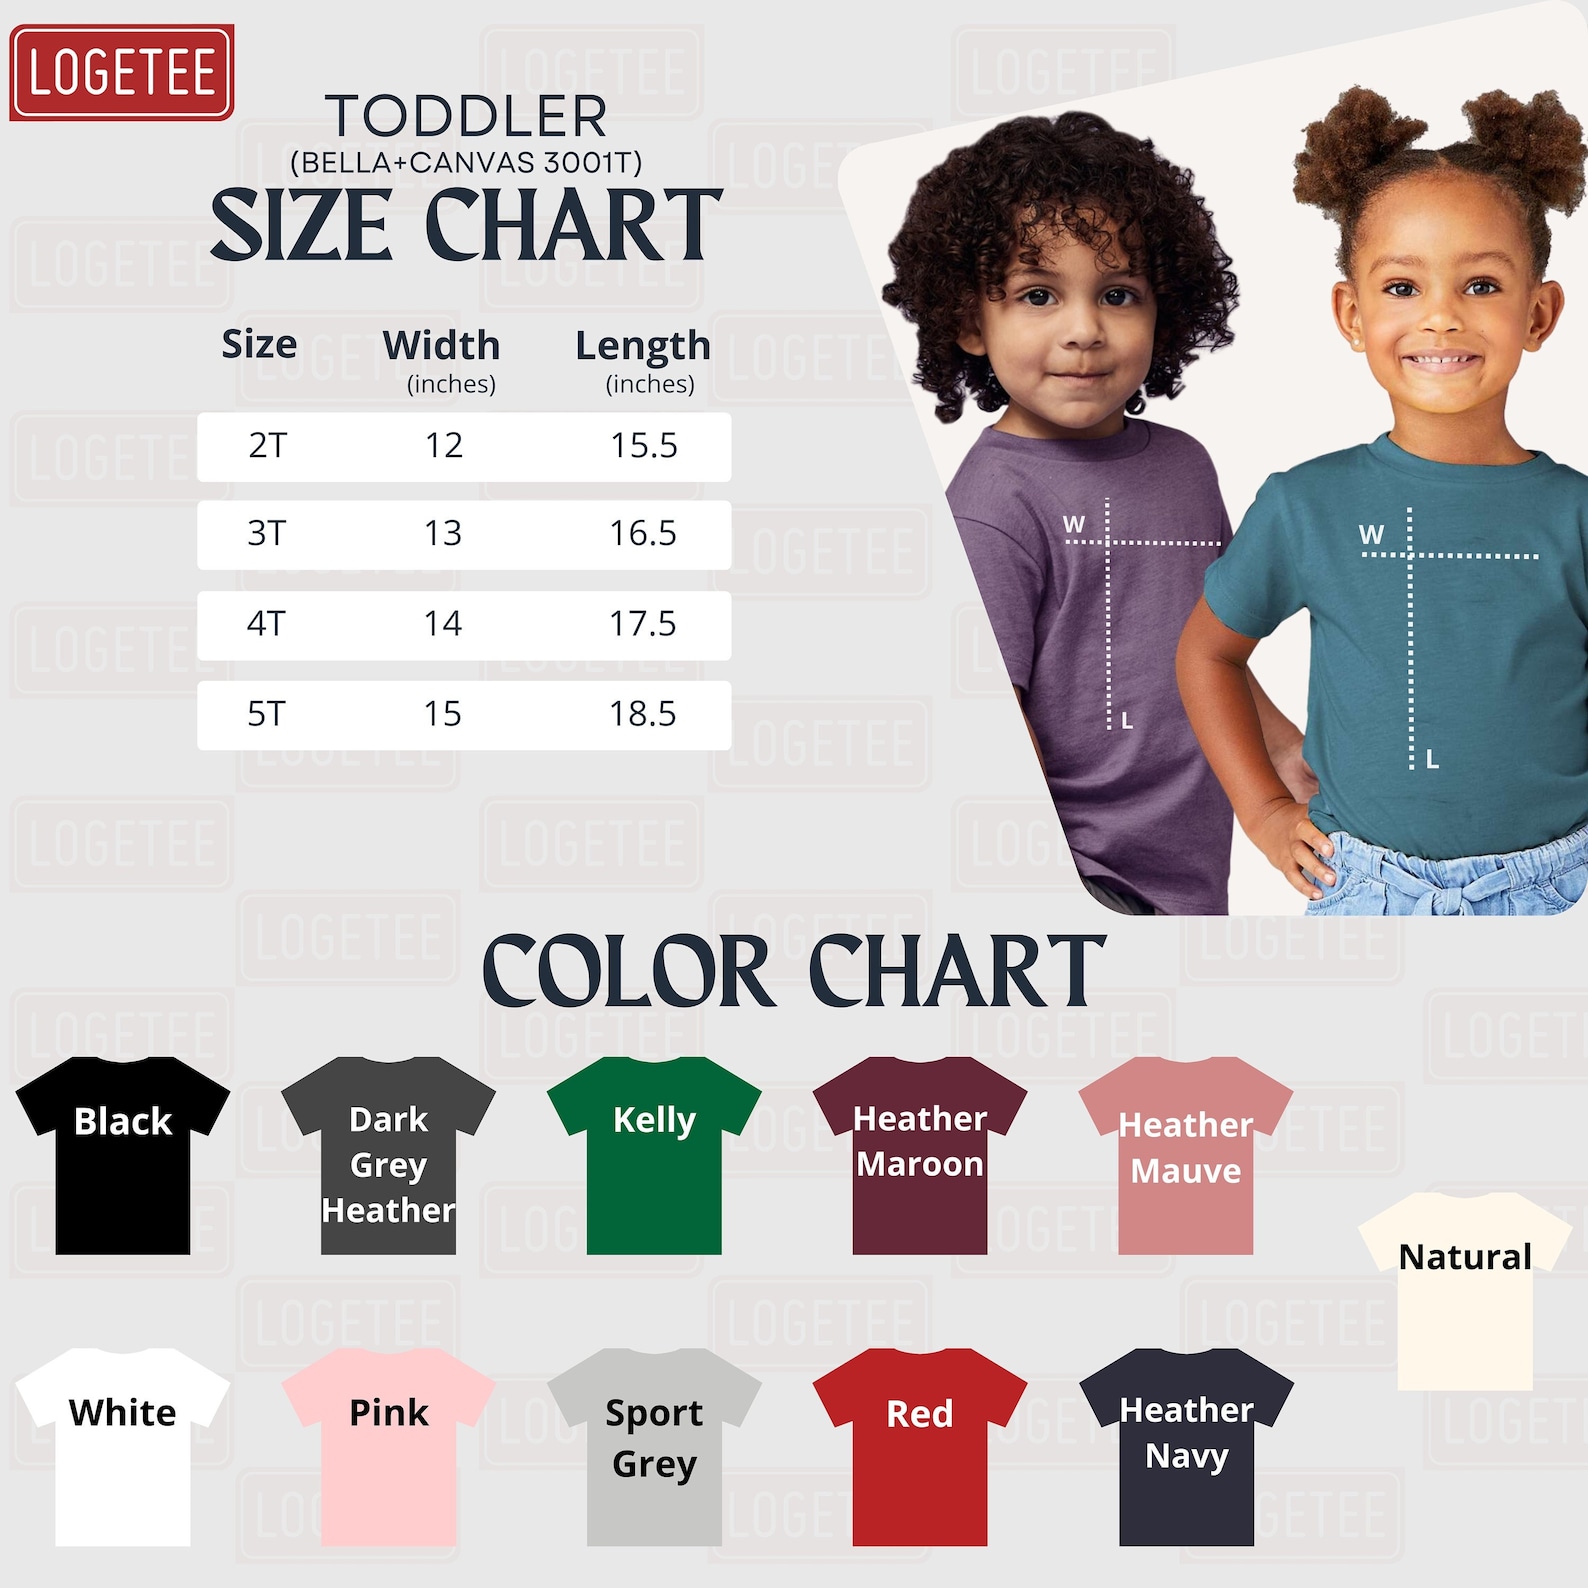 LOGETEE
TODDLER
(BELLA+CANVAS 3001T)
SIZE CHART
Size Width Length
(inches) (inches)
2T 12 15.5
3T 13 16.5
4T 14 17.5
5T 15 18.5
W
L
W
L
COLOR CHART
Black
Dark
Grey
Heather
Kelly
Heather
Maroon
Heather
Mauve
Natural
White
Pink
Sport
Grey
Red
Heather
Navy